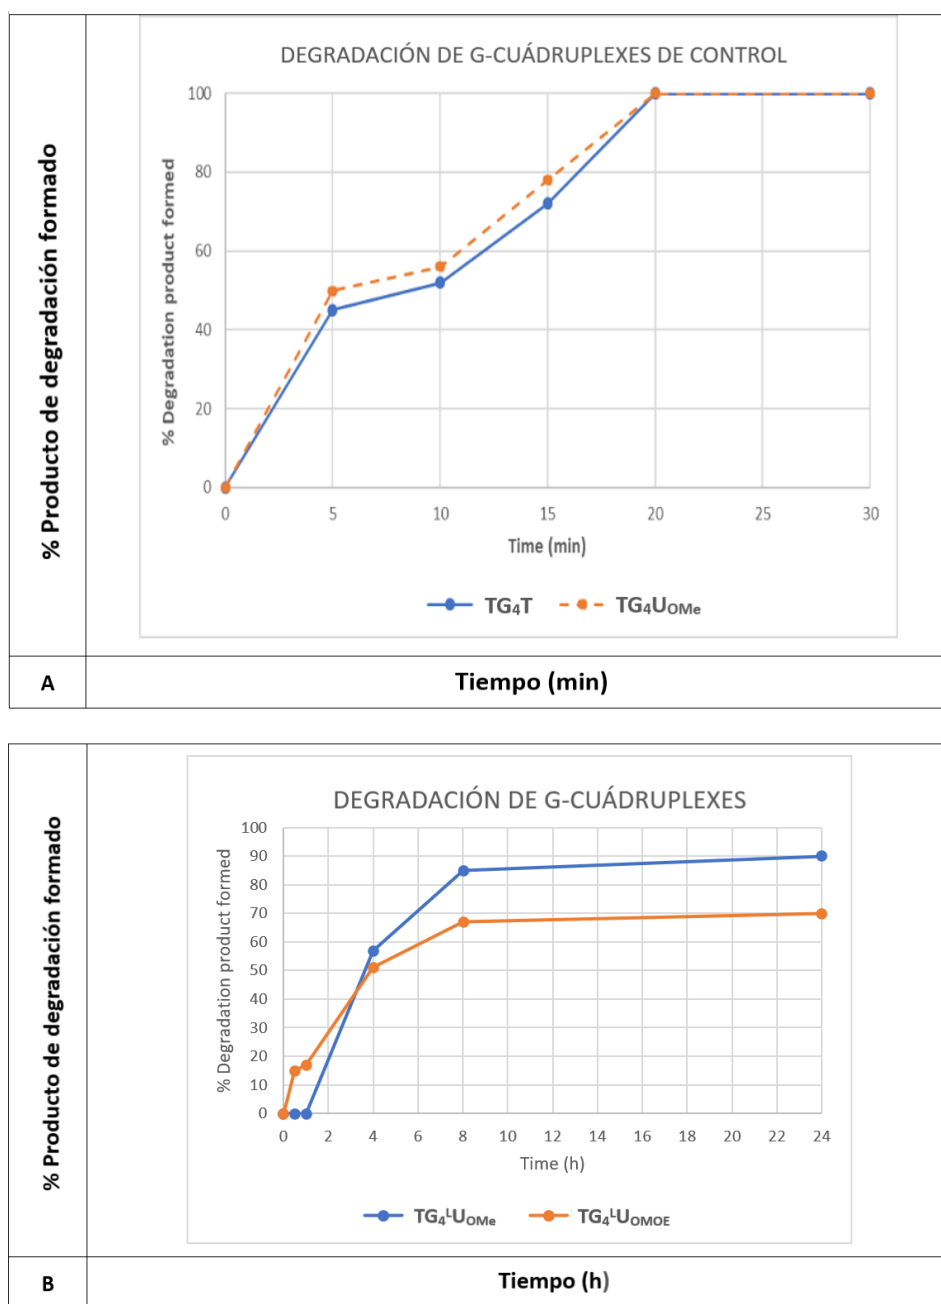 % Producto de degradación formado
DEGRADACIÓN DE G-CUÁDRUPLEXES DE CONTROL
% Degradation product formed
100
80
60
40
20
0
0 5 10 15 20 25 30
Time (min)
TG₄T TG₄U_OMe
A Tiempo (min)
% Producto de degradación formado
DEGRADACIÓN DE G-CUÁDRUPLEXES
% Degradation product formed
100
90
80
70
60
50
40
30
20
10
0
0 2 4 6 8 10 12 14 16 18 20 22 24
Time (h)
TG₄ᴸU_OMe TG₄ᴸU_OMOE
B Tiempo (h)